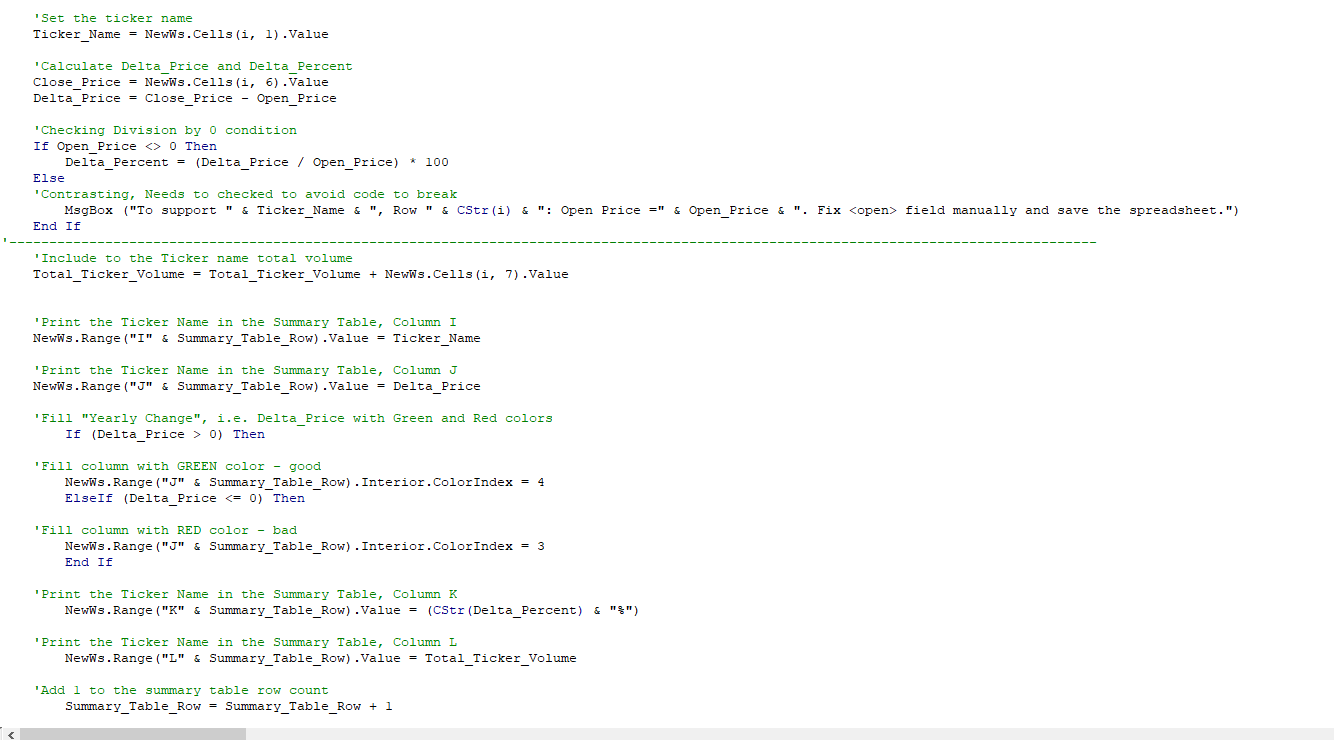 'Set the ticker name
Ticker_Name = NewWs.Cells(i, 1).Value
'Calculate Delta_Price and Delta_Percent
Close_Price = NewWs.Cells(i, 6).Value
Delta_Price = Close_Price - Open_Price
'Checking Division by 0 condition
If Open_Price <> 0 Then
Delta_Percent = (Delta_Price / Open_Price) * 100
Else
'Contrasting, Needs to checked to avoid code to break
MsgBox ("To support " & Ticker_Name & ", Row " & CStr(i) & ": Open Price =" & Open_Price & ". Fix <open> field manually and save the spreadsheet.")
End If
'----------------------------------------------------------------------------------------------------------------------------------------
'Include to the Ticker name total volume
Total_Ticker_Volume = Total_Ticker_Volume + NewWs.Cells(i, 7).Value
'Print the Ticker Name in the Summary Table, Column I
NewWs.Range("I" & Summary_Table_Row).Value = Ticker_Name
'Print the Ticker Name in the Summary Table, Column J
NewWs.Range("J" & Summary_Table_Row).Value = Delta_Price
'Fill "Yearly Change", i.e. Delta_Price with Green and Red colors
If (Delta_Price > 0) Then
'Fill column with GREEN color - good
NewWs.Range("J" & Summary_Table_Row).Interior.ColorIndex = 4
ElseIf (Delta_Price <= 0) Then
'Fill column with RED color - bad
NewWs.Range("J" & Summary_Table_Row).Interior.ColorIndex = 3
End If
'Print the Ticker Name in the Summary Table, Column K
NewWs.Range("K" & Summary_Table_Row).Value = (CStr(Delta_Percent) & "%")
'Print the Ticker Name in the Summary Table, Column L
NewWs.Range("L" & Summary_Table_Row).Value = Total_Ticker_Volume
'Add 1 to the summary table row count
Summary_Table_Row = Summary_Table_Row + 1